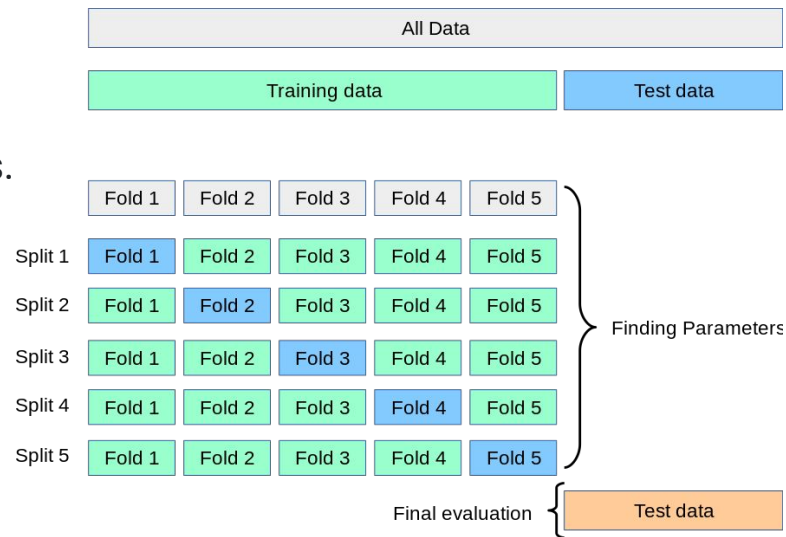 All Data
Training data Test data
s.
Fold 1 Fold 2 Fold 3 Fold 4 Fold 5
Split 1 Fold 1 Fold 2 Fold 3 Fold 4 Fold 5
Split 2 Fold 1 Fold 2 Fold 3 Fold 4 Fold 5
Finding Parameters
Split 3 Fold 1 Fold 2 Fold 3 Fold 4 Fold 5
Split 4 Fold 1 Fold 2 Fold 3 Fold 4 Fold 5
Split 5 Fold 1 Fold 2 Fold 3 Fold 4 Fold 5
Final evaluation Test data